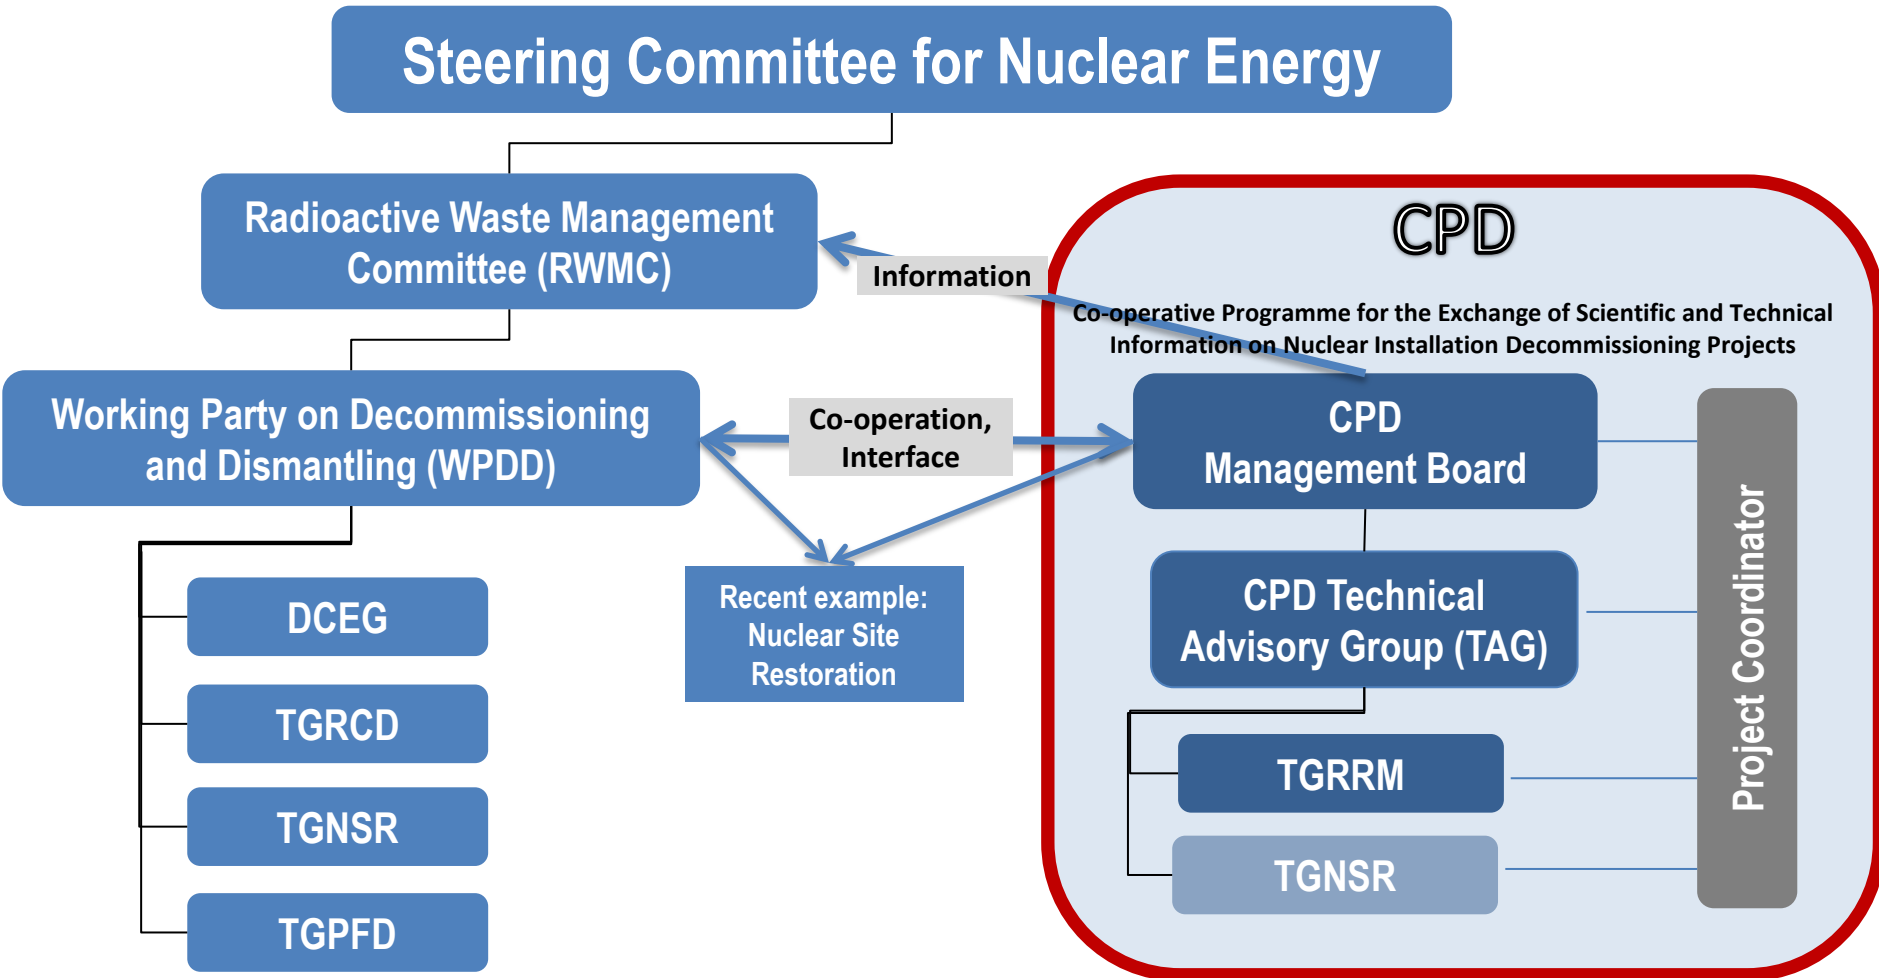 Steering Committee for Nuclear Energy
Radioactive Waste Management
Committee (RWMC)
Information
CPD
Co-operative Programme for the Exchange of Scientific and Technical
Information on Nuclear Installation Decommissioning Projects
Working Party on Decommissioning
and Dismantling (WPDD)
Co-operation,
Interface
CPD
Management Board
Recent example:
Nuclear Site
Restoration
CPD Technical
Advisory Group (TAG)
Project Coordinator
DCEG
TGRCD
TGNSR
TGPFD
TGRRM
TGNSR